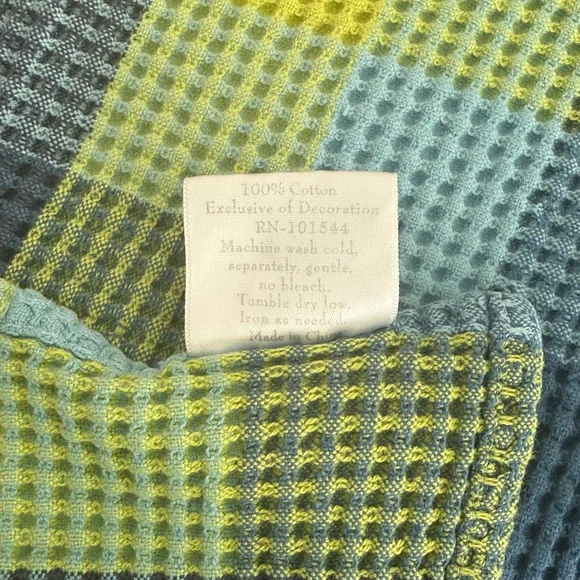 100% Cotton
Exclusive of Decoration
RN-101544
Machine wash cold,
separately, gentle,
no bleach.
Tumble dry low.
Iron as needed.
Made in